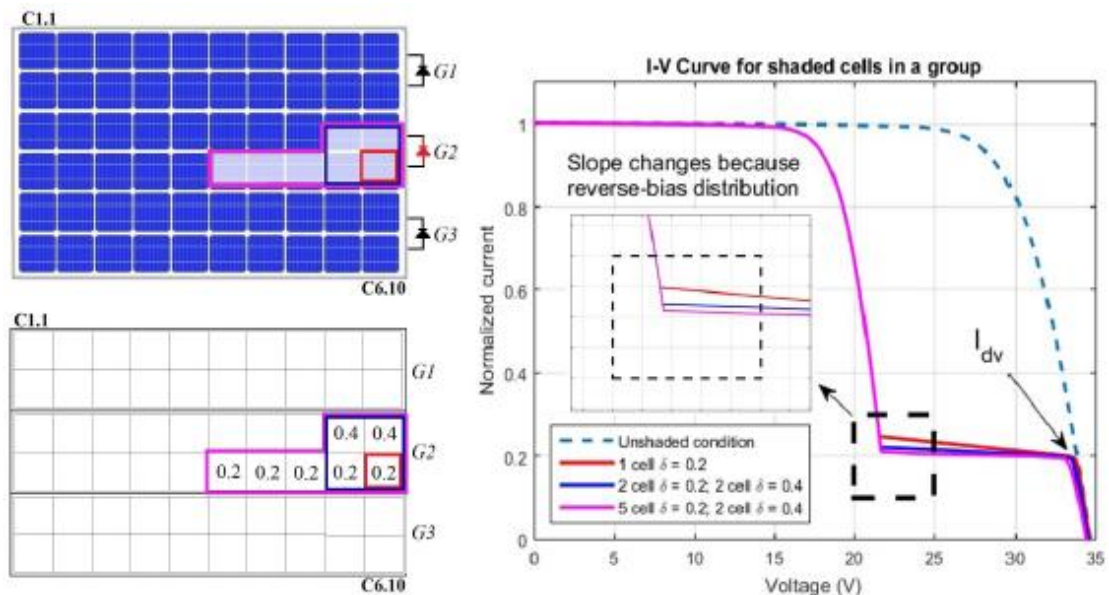 C1.1
G1
G2
G3
C6.10
C1.1
G1
0.4 0.4
G2
0.2 0.2 0.2 0.2 0.2
G3
C6.10
I-V Curve for shaded cells in a group
Normalized current
1
0.8
0.6
0.4
0.2
0
Slope changes because
reverse-bias distribution
I_dv
Unshaded condition
1 cell δ = 0.2
2 cell δ = 0.2; 2 cell δ = 0.4
5 cell δ = 0.2; 2 cell δ = 0.4
0 5 10 15 20 25 30 35
Voltage (V)